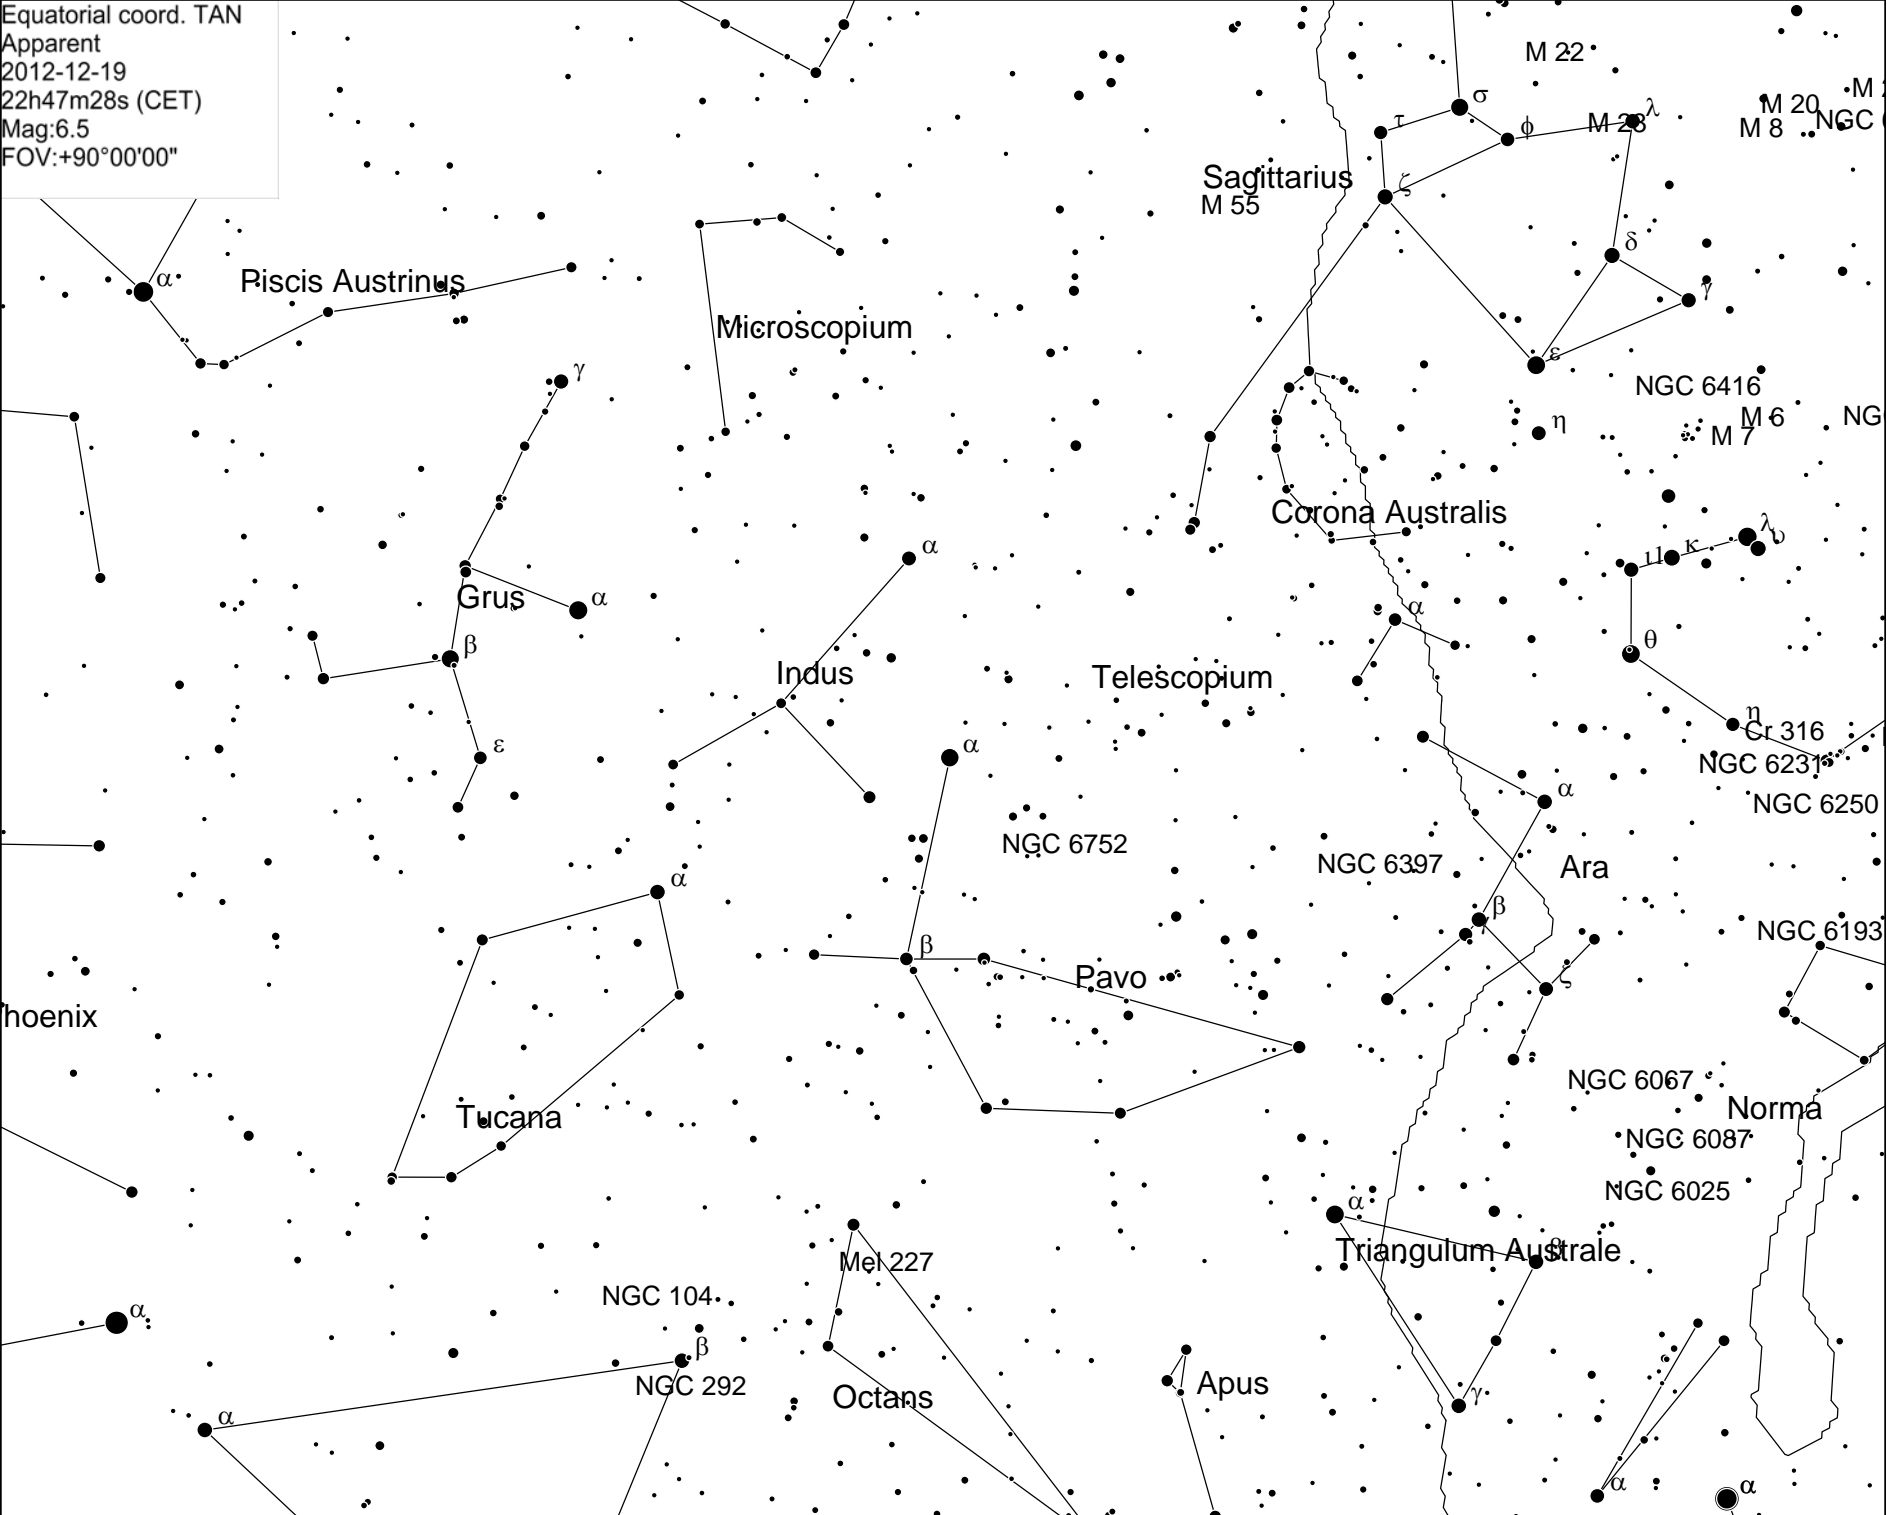 Equatorial coord. TAN
Apparent
2012-12-19
22h47m28s (CET)
Mag:6.5
FOV:+90°00'00"
M 22
σ
λ
M 20
M
τ
φ
M 28
M 8
NGC
Sagittarius
ζ
M 55
δ
α
Piscis Austrinus
γ
Microscopium
ε
γ
NGC 6416
η
M 6
M 7
NG
Corona Australis
λ
υ
ι1
κ
α
Grus
α
α
β
θ
Indus
Telescopium
η
Cr 316
ε
α
NGC 6231
α
NGC 6250
NGC 6752
NGC 6397
Ara
α
β
γ
NGC 6193
β
Pavo
ζ
hoenix
NGC 6067
Tucana
Norma
NGC 6087
NGC 6025
α
Triangulum Australe
β
Mel 227
NGC 104
α
β
NGC 292
Octans
Apus
γ
α
α
α